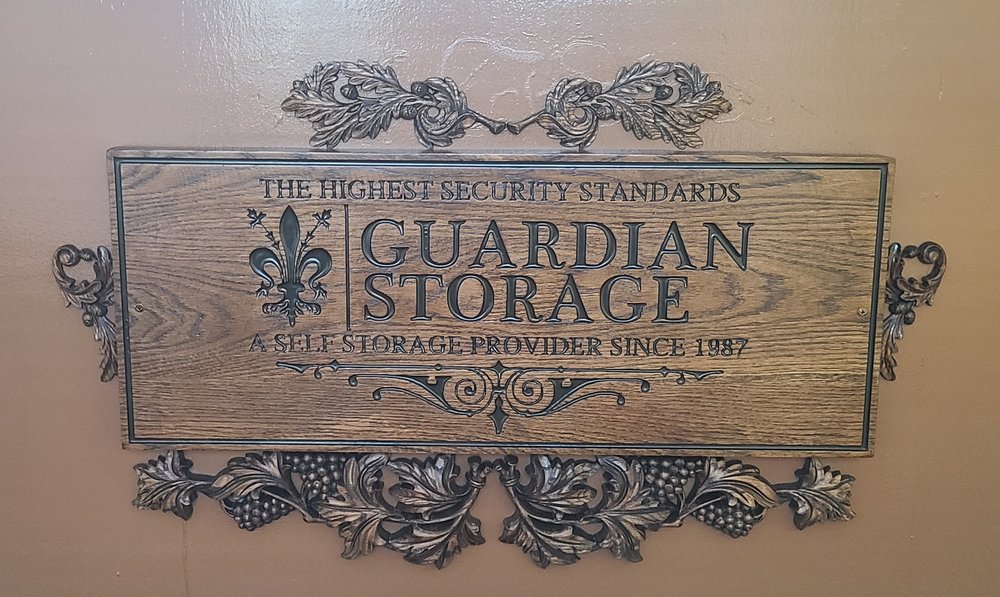 THE HIGHEST SECURITY STANDARDS
GUARDIAN
STORAGE
A SELF STORAGE PROVIDER SINCE 1987